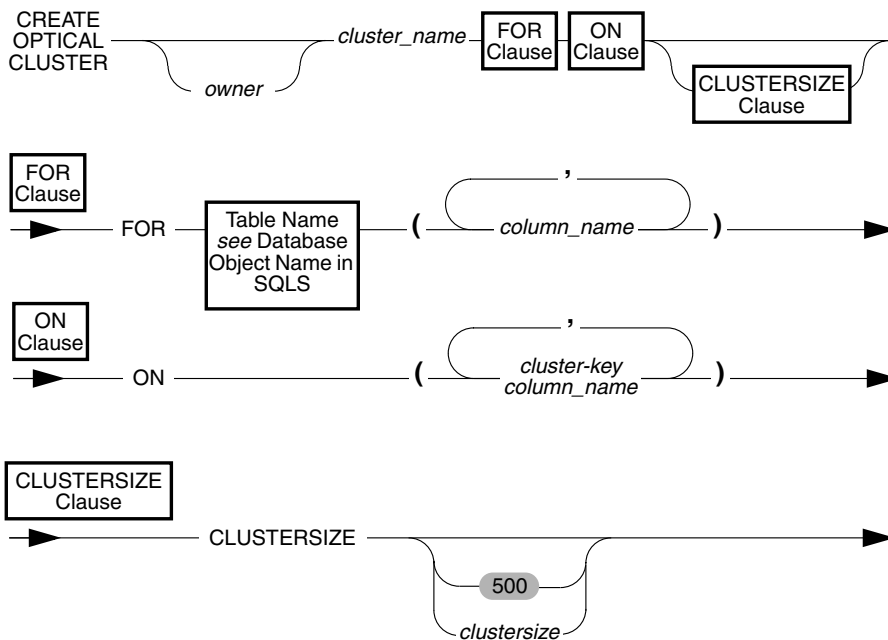 CREATE
OPTICAL
CLUSTER
owner
cluster_name
FOR
Clause
ON
Clause
CLUSTERSIZE
Clause
FOR
Clause
FOR
Table Name
see Database
Object Name in
SQLS
(
,
column_name
)
ON
Clause
ON
(
,
cluster-key
column_name
)
CLUSTERSIZE
Clause
CLUSTERSIZE
500
clustersize